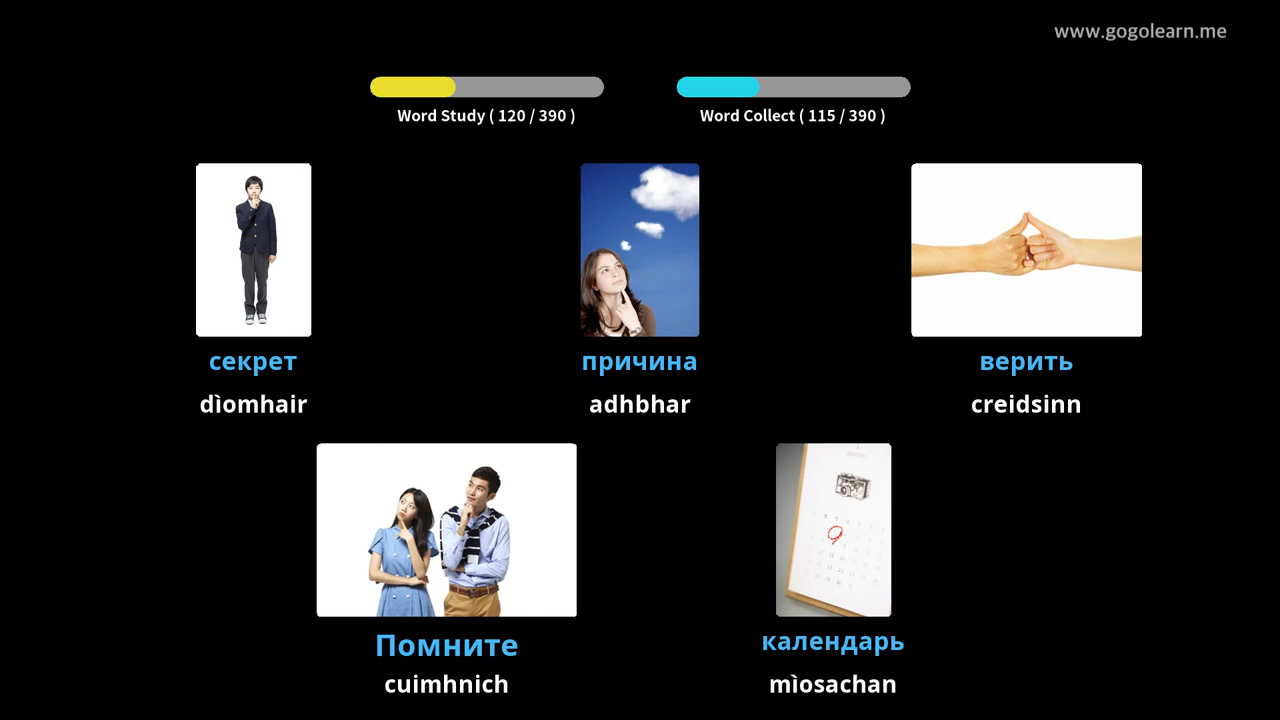 www.gogolearn.me
Word Study ( 120 / 390 )
Word Collect ( 115 / 390 )
секрет
dìomhair
причина
adhbhar
верить
creidsinn
Помните
cuimhnich
календарь
mìosachan